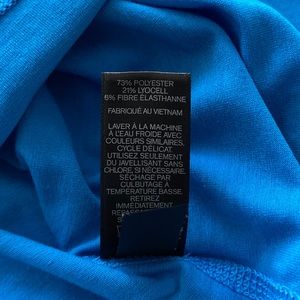 73% POLYESTER
21% LYOCELL
6% FIBRE ÉLASTHANNE
FABRIQUÉ AU VIETNAM
LAVER À LA MACHINE
À L'EAU FROIDE AVEC
COULEURS SIMILAIRES,
CYCLE DÉLICAT.
UTILISEZ SEULEMENT
DU JAVELLISANT SANS
CHLORE, SI NÉCESSAIRE.
SÉCHAGE PAR
CULBUTAGE À
TEMPÉRATURE BASSE.
RETIREZ
IMMÉDIATEMENT.